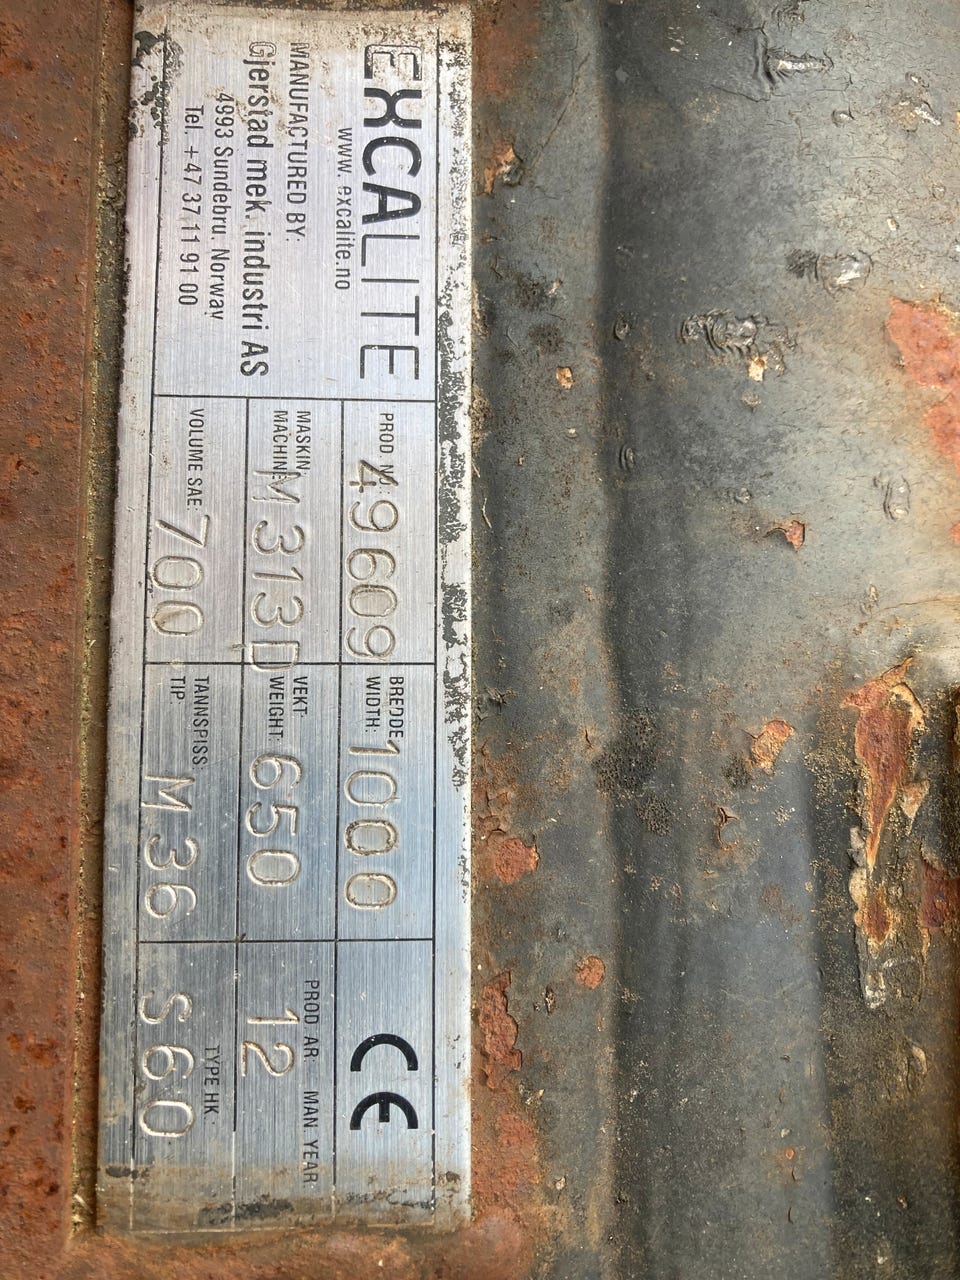 EXCALITE
www. excalite.no
MANUFACTURED BY:
Gjerstad mek. industri AS
4993 Sundebru. Norway
Tel. +47 37 11 91 00
PROD. Nr.: 49609
BREDDE
WIDTH: 1000
CE
MASKIN:
MACHINE M313D
VEKT:
WEIGHT: 650
PROD. ÅR: MAN. YEAR:
12
VOLUME SAE: 700
TANNSPISS:
TIP: M36
TYPE HK:
S60